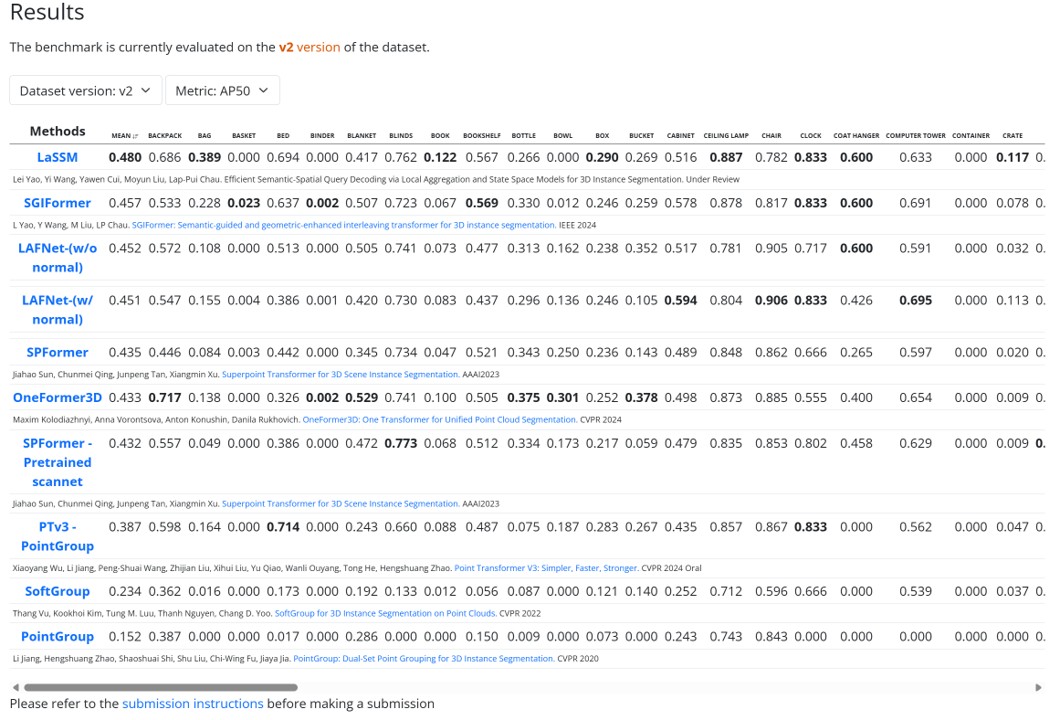 Results
The benchmark is currently evaluated on the v2 version of the dataset.
Dataset version: v2 Metric: AP50
Methods MEAN BACKPACK BAG BASKET BED BINDER BLANKET BLINDS BOOK BOOKSHELF BOTTLE BOWL BOX BUCKET CABINET CEILING LAMP CHAIR CLOCK COAT HANGER COMPUTER TOWER CONTAINER CRATE
LaSSM 0.480 0.686 0.389 0.000 0.694 0.000 0.417 0.762 0.122 0.567 0.266 0.000 0.290 0.269 0.516 0.887 0.782 0.833 0.600 0.633 0.000 0.117 0.
Lei Yao, Yi Wang, Yawen Cui, Moyun Liu, Lap-Pui Chau. Efficient Semantic-Spatial Query Decoding via Local Aggregation and State Space Models for 3D Instance Segmentation. Under Review
SGIFormer 0.457 0.533 0.228 0.023 0.637 0.002 0.507 0.723 0.067 0.569 0.330 0.012 0.246 0.259 0.578 0.878 0.817 0.833 0.600 0.691 0.000 0.078 0.
L Yao, Y Wang, M Liu, LP Chau. SGIFormer: Semantic-guided and geometric-enhanced interleaving transformer for 3D instance segmentation. IEEE 2024
LAFNet-(w/o 0.452 0.572 0.108 0.000 0.513 0.000 0.505 0.741 0.073 0.477 0.313 0.162 0.238 0.352 0.517 0.781 0.905 0.717 0.600 0.591 0.000 0.032 0.
normal)
LAFNet-(w/ 0.451 0.547 0.155 0.004 0.386 0.001 0.420 0.730 0.083 0.437 0.296 0.136 0.246 0.105 0.594 0.804 0.906 0.833 0.426 0.695 0.000 0.113 0.
normal)
SPFormer 0.435 0.446 0.084 0.003 0.442 0.000 0.345 0.734 0.047 0.521 0.343 0.250 0.236 0.143 0.489 0.848 0.862 0.666 0.265 0.597 0.000 0.020 0.
Jiahao Sun, Chunmei Qing, Junpeng Tan, Xiangmin Xu. Superpoint Transformer for 3D Scene Instance Segmentation. AAAI2023
OneFormer3D 0.433 0.717 0.138 0.000 0.326 0.002 0.529 0.741 0.100 0.505 0.375 0.301 0.252 0.378 0.498 0.873 0.885 0.555 0.400 0.654 0.000 0.009 0.
Maxim Kolodiazhnyi, Anna Vorontsova, Anton Konushin, Danila Rukhovich. OneFormer3D: One Transformer for Unified Point Cloud Segmentation. CVPR 2024
SPFormer - 0.432 0.557 0.049 0.000 0.386 0.000 0.472 0.773 0.068 0.512 0.334 0.173 0.217 0.059 0.479 0.835 0.853 0.802 0.458 0.629 0.000 0.009 0.
Pretrained
scannet
Jiahao Sun, Chunmei Qing, Junpeng Tan, Xiangmin Xu. Superpoint Transformer for 3D Scene Instance Segmentation. AAAI2023
PTv3 - 0.387 0.598 0.164 0.000 0.714 0.000 0.243 0.660 0.088 0.487 0.075 0.187 0.283 0.267 0.435 0.857 0.867 0.833 0.000 0.562 0.000 0.047 0.
PointGroup
Xiaoyang Wu, Li Jiang, Peng-Shuai Wang, Zhijian Liu, Xihui Liu, Yu Qiao, Wanli Ouyang, Tong He, Hengshuang Zhao. Point Transformer V3: Simpler, Faster, Stronger. CVPR 2024 Oral
SoftGroup 0.234 0.362 0.016 0.000 0.173 0.000 0.192 0.133 0.012 0.056 0.087 0.000 0.121 0.140 0.252 0.712 0.596 0.666 0.000 0.539 0.000 0.037 0.
Thang Vu, Kookhoi Kim, Tung M. Luu, Thanh Nguyen, Chang D. Yoo. SoftGroup for 3D Instance Segmentation on Point Clouds. CVPR 2022
PointGroup 0.152 0.387 0.000 0.000 0.017 0.000 0.286 0.000 0.000 0.150 0.009 0.000 0.073 0.000 0.243 0.743 0.843 0.000 0.000 0.000 0.000 0.000 0.
Li Jiang, Hengshuang Zhao, Shaoshuai Shi, Shu Liu, Chi-Wing Fu, Jiaya Jia. PointGroup: Dual-Set Point Grouping for 3D Instance Segmentation. CVPR 2020
Please refer to the submission instructions before making a submission